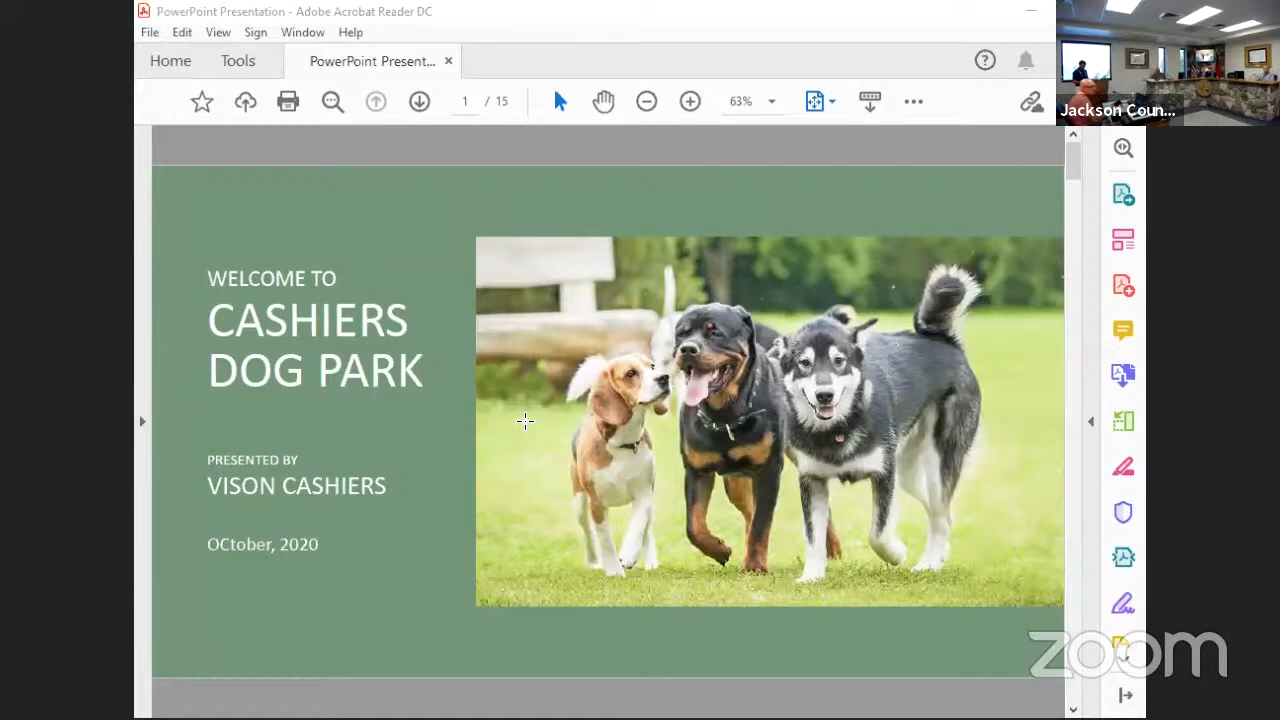 PowerPoint Presentation - Adobe Acrobat Reader DC
File Edit View Sign Window Help
Home Tools PowerPoint Present... ×
1 / 15 63%
Jackson Coun...
WELCOME TO
CASHIERS
DOG PARK
PRESENTED BY
VISON CASHIERS
OCtober, 2020
zoom